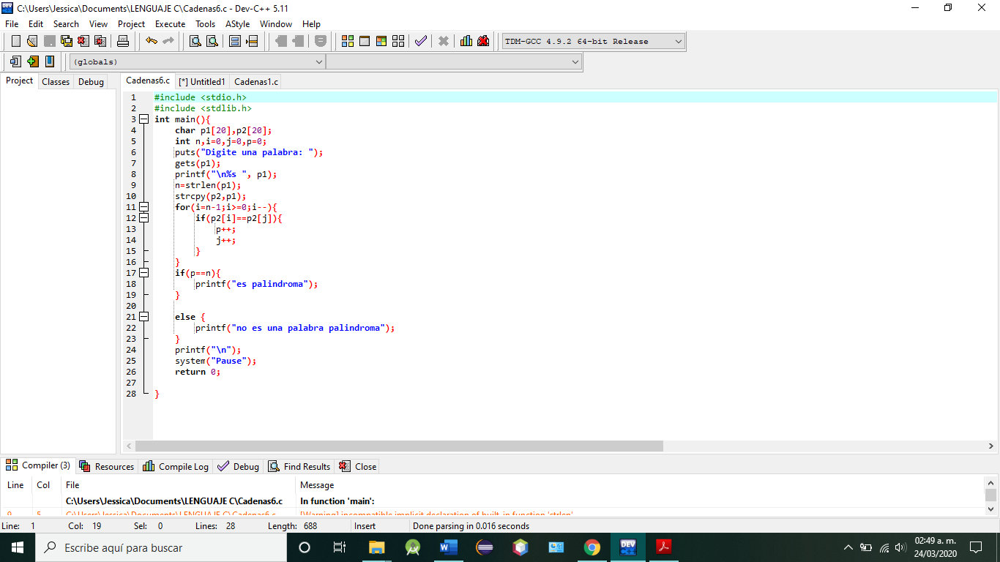 C:\Users\Jessica\Documents\LENGUAJE C\Cadenas6.c - Dev-C++ 5.11
File Edit Search View Project Execute Tools AStyle Window Help
TDM-GCC 4.9.2 64-bit Release
(globals)
Project Classes Debug
Cadenas6.c [*] Untitled1 Cadenas1.c
1 #include <stdio.h>
2 #include <stdlib.h>
3 int main(){
4 char p1[20],p2[20];
5 int n,i=0,j=0,p=0;
6 puts("Digite una palabra: ");
7 gets(p1);
8 printf("\n%s ", p1);
9 n=strlen(p1);
10 strcpy(p2,p1);
11 for(i=n-1;i>=0;i--){
12 if(p2[i]==p2[j]){
13 p++;
14 j++;
15 }
16 }
17 if(p==n){
18 printf("es palindroma");
19 }
20
21 else {
22 printf("no es una palabra palindroma");
23 }
24 printf("\n");
25 system("Pause");
26 return 0;
27
28 }
Compiler (3) Resources Compile Log Debug Find Results Close
Line Col File Message
C:\Users\Jessica\Documents\LENGUAJE C\Cadenas6.c In function 'main':
9 5 C:\Users\Jessica\Documents\LENGUAJE C\Cadenas6.c [Warning] incompatible implicit declaration of built-in function 'strlen'
Line: 1 Col: 19 Sel: 0 Lines: 28 Length: 688 Insert Done parsing in 0.016 seconds
Escribe aquí para buscar
DEV
02:49 a. m.
24/03/2020